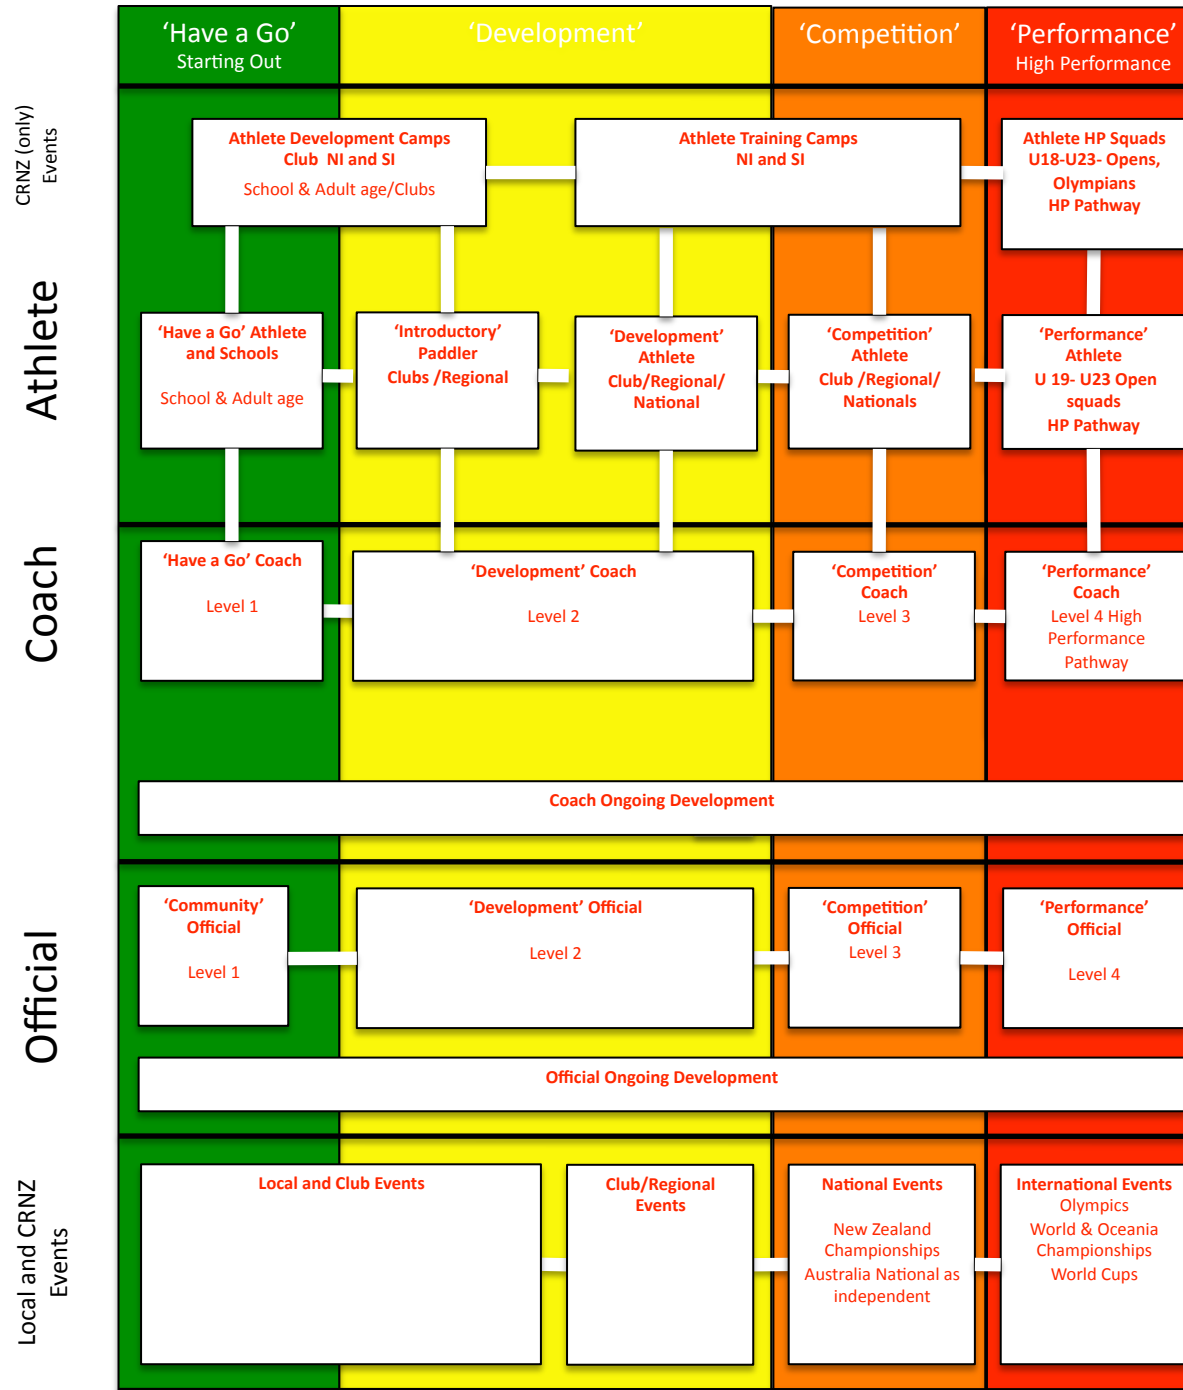 ‘Have a Go’
Starting Out
‘Development’
‘Competition’
‘Performance’
High Performance
CRNZ (only)
Events
Athlete Development Camps
Club  NI and SI
School & Adult age/Clubs
Athlete Training Camps
NI and SI
Athlete HP Squads
U18-U23- Opens,
Olympians
HP Pathway
Athlete
‘Have a Go’ Athlete
and Schools
School & Adult age
‘Introductory’
Paddler
Clubs /Regional
‘Development’
Athlete
Club/Regional/
National
‘Competition’
Athlete
Club /Regional/
Nationals
‘Performance’
Athlete
U 19- U23 Open
squads
HP Pathway
Coach
‘Have a Go’ Coach
Level 1
‘Development’ Coach
Level 2
‘Competition’
Coach
Level 3
‘Performance’
Coach
Level 4 High
Performance
Pathway
Coach Ongoing Development
Official
‘Community’
Official
Level 1
‘Development’ Official
Level 2
‘Competition’
Official
Level 3
‘Performance’
Official
Level 4
Official Ongoing Development
Local and CRNZ
Events
Local and Club Events
Club/Regional
Events
National Events
New Zealand
Championships
Australia National as
independent
International Events
Olympics
World & Oceania
Championships
World Cups